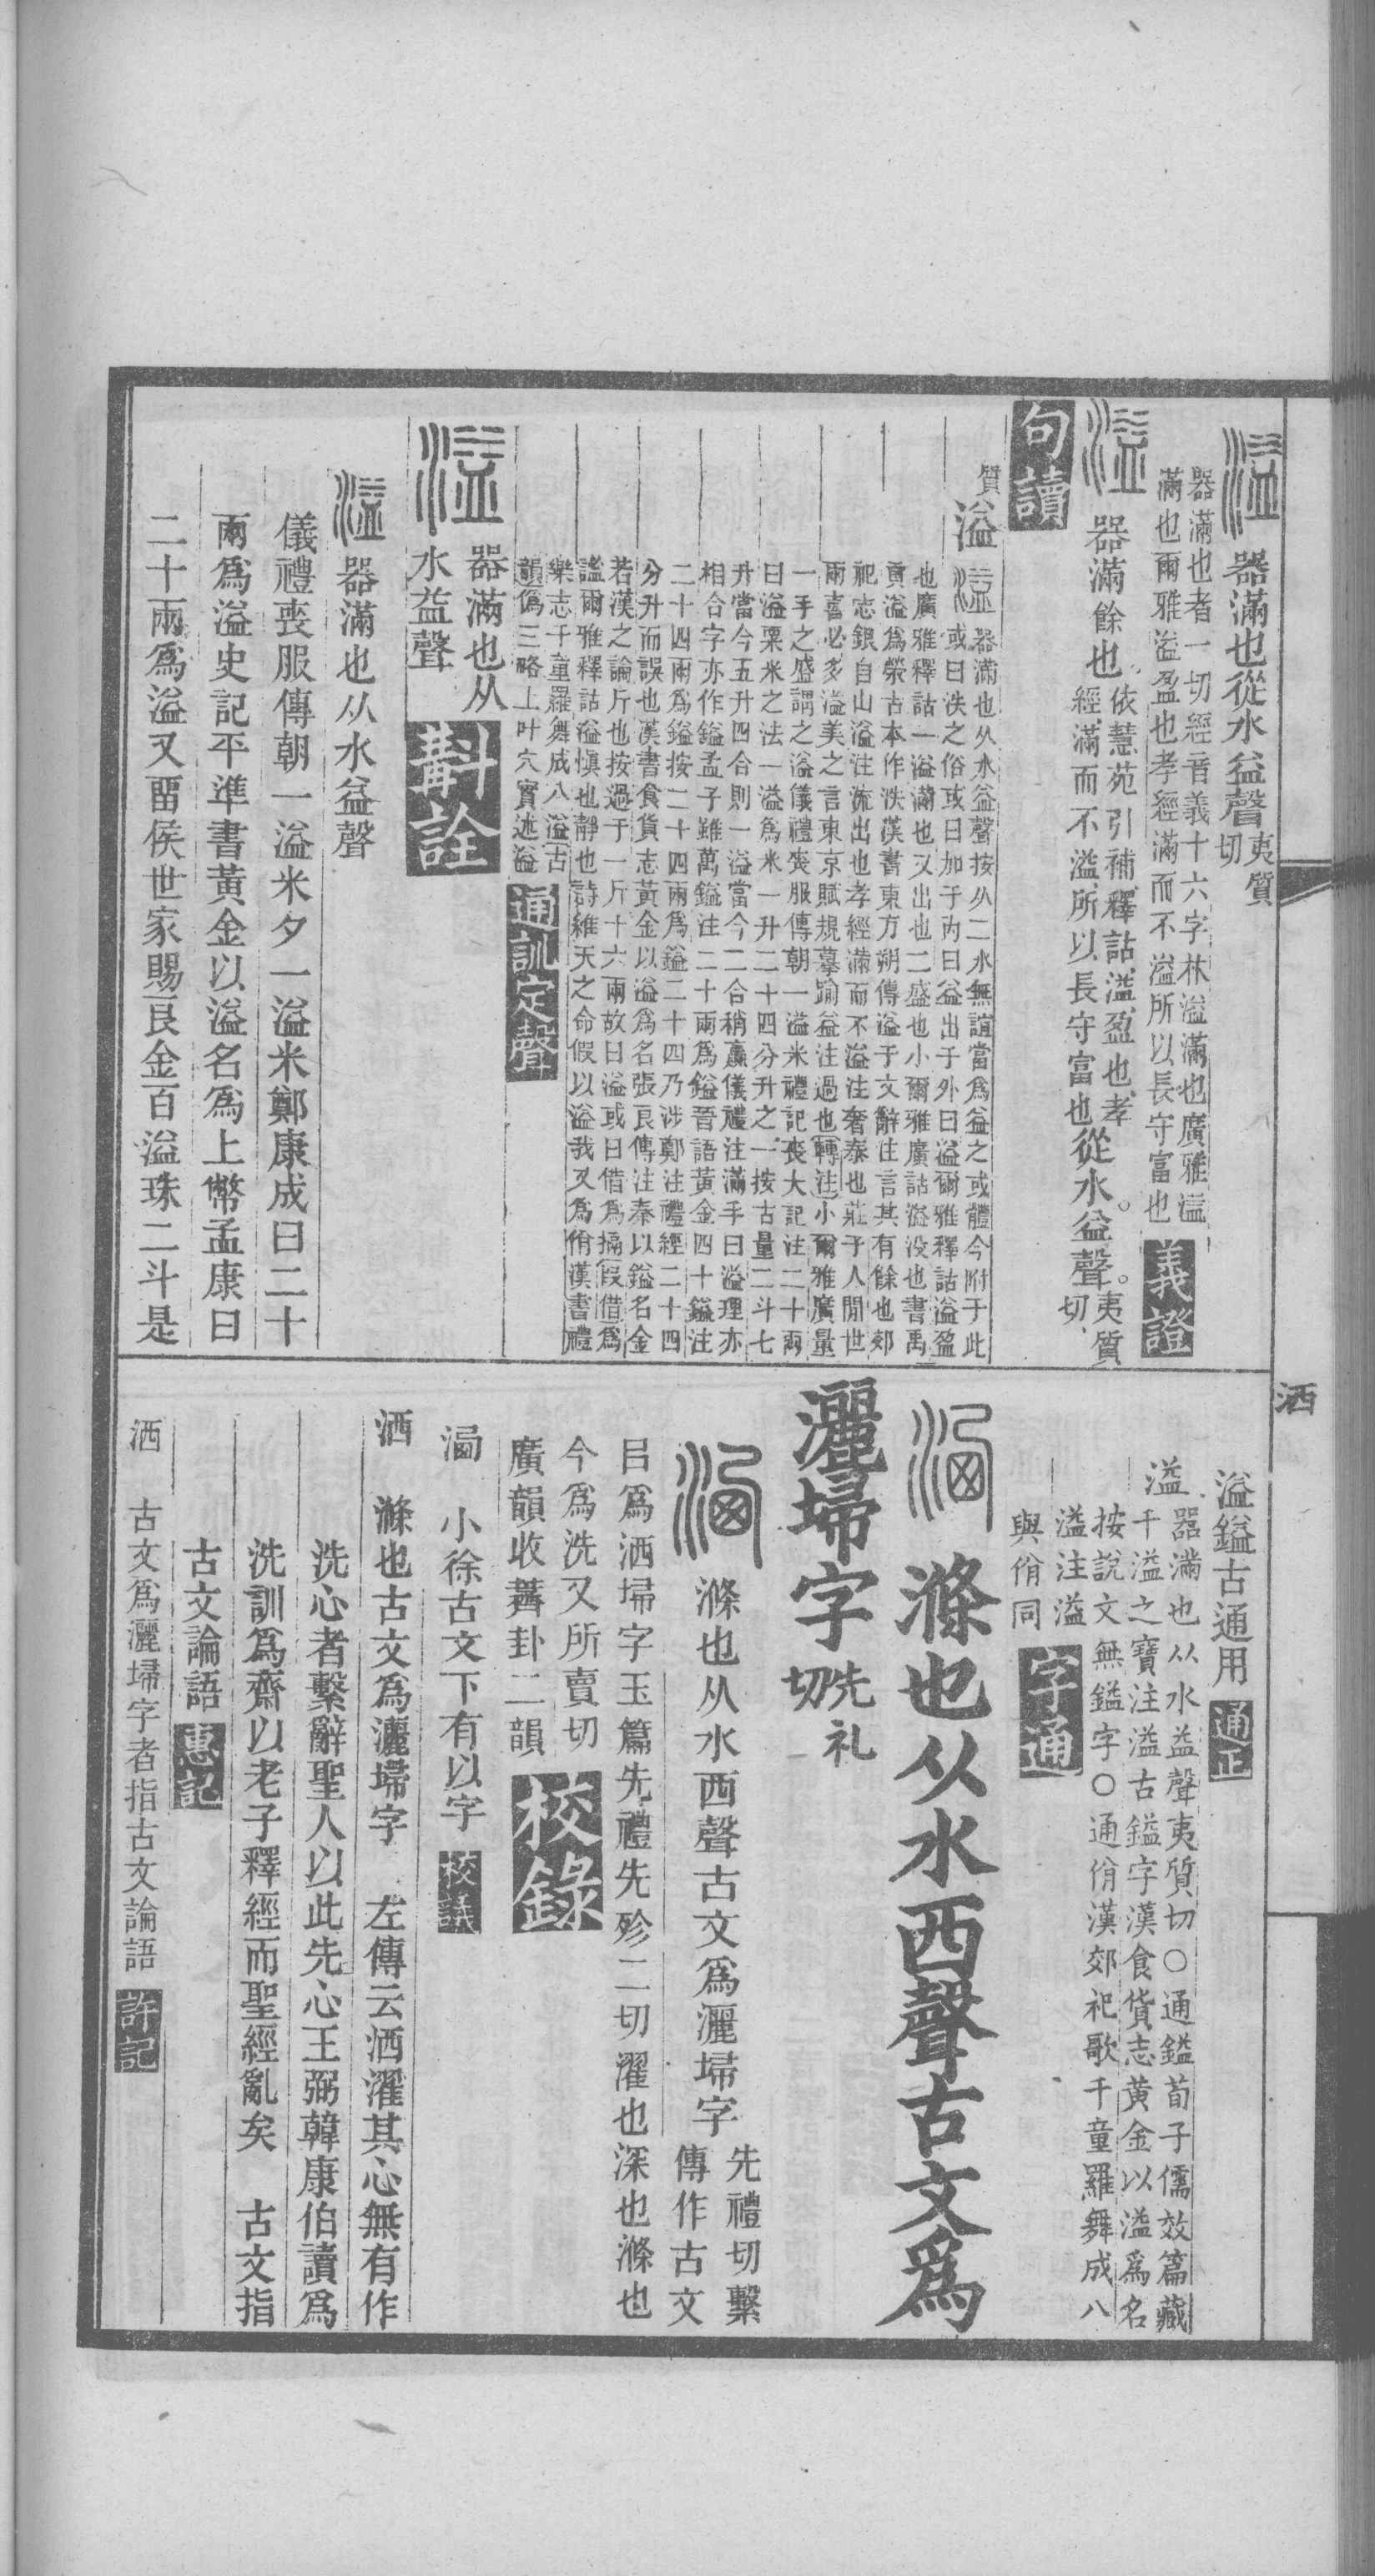 溢 器滿也從水益聲夷質切
器滿也者一切經音義十六字林溢滿也廣雅溢
滿也爾雅溢盈也孝經滿而不溢所以長守富也 義證
溢 器滿餘也依慧苑引補釋詁溢盈也孝
經滿而不溢所以長守富也從水益聲夷質切
句讀
質 溢 溢 器滿也从水益聲按从二水無誼當爲益之或體今附于此
或曰泆之俗或曰加于內曰益出于外曰溢爾雅釋詁溢盈
也廣雅釋詁一溢滿也又出也二盛也小爾雅廣詁溢沒也書禹
貢溢爲滎古本作泆漢書東方朔傳溢于文辭注言其有餘也郊
祀志銀自山溢注流出也孝經滿而不溢注奢泰也莊子人閒世
兩喜必多溢美之言東京賦規摹踰益注過也轉注小爾雅廣量
一手之盛謂之溢儀禮喪服傳朝一溢米禮記喪大記注二十兩
曰溢粟米之法一溢爲米一升二十四分升之一按古量二斗七
升當今五升四合則一溢當今二合稍贏儀禮注滿手曰溢理亦
相合字亦作鎰孟子雖萬鎰注二十兩爲鎰晉語黃金四十鎰注
二十四兩爲鎰按二十四兩爲鎰二十四乃涉鄭注禮經二十四
分升而誤也漢書食貨志黃金以溢爲名張良傳注秦以鎰名金
若漢之論斤也按過于一斤十六兩故曰溢或曰借爲搹假借爲
謐爾雅釋詁溢愼也靜也詩維天之命假以溢我又爲佾漢書禮
樂志千童羅舞成八溢古
韻僞三略上叶穴實述溢 通訓定聲
溢 器滿也从
水益聲 斠詮
溢 器滿也从水益聲
儀禮喪服傳朝一溢米夕一溢米鄭康成曰二十
兩爲溢史記平準書黃金以溢名爲上幣孟康曰
二十兩爲溢又畱侯世家賜良金百溢珠二斗是
洒
溢鎰古通用 通正
溢 器滿也从水益聲夷質切○通鎰荀子儒效篇藏
千溢之寶注溢古鎰字漢食貨志黃金以溢爲名
按說文無鎰字○通佾漢郊祀歌千童羅舞成八
溢注溢
與佾同 字通
洒 滌也从水西聲古文爲
灑埽字先礼切
洒 滌也从水西聲古文爲灑埽字先禮切繫
傳作古文
㠯爲洒埽字玉篇先禮先殄二切濯也深也滌也
今爲洗又所賣切
廣韻收薺卦二韻 校錄
洒 小徐古文下有以字 校議
洒 滌也古文爲灑埽字 左傳云洒濯其心無有作
洗心者繫辭聖人以此先心王弼韓康伯讀爲
洗訓爲齋以老子釋經而聖經亂矣 古文指
古文論語 惠記
洒 古文爲灑埽字者指古文論語 許記